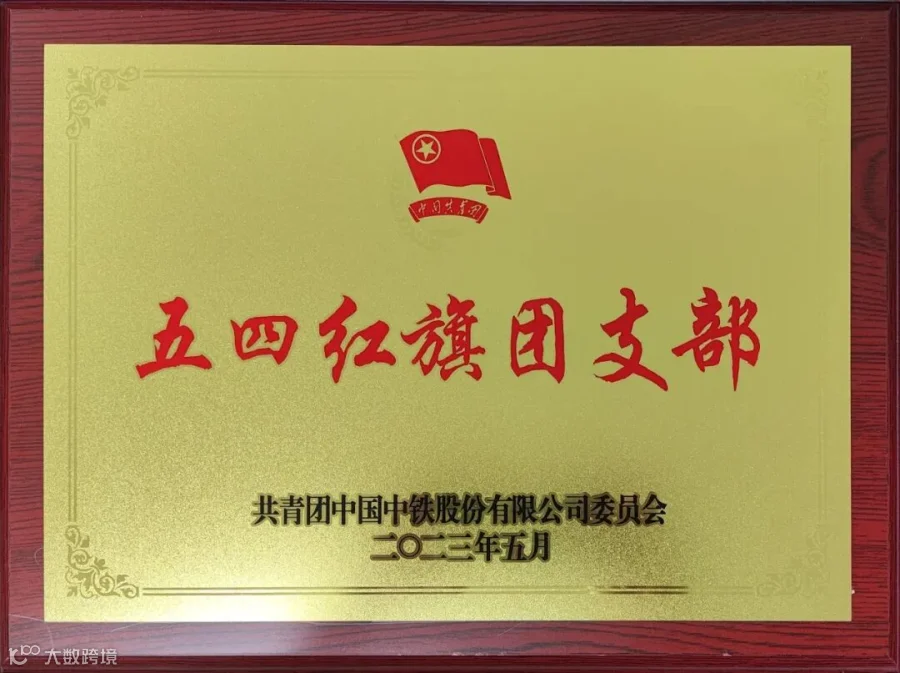 中国共青团
五四红旗团支部
共青团中国中铁股份有限公司委员会
二〇二三年五月
大数跨境